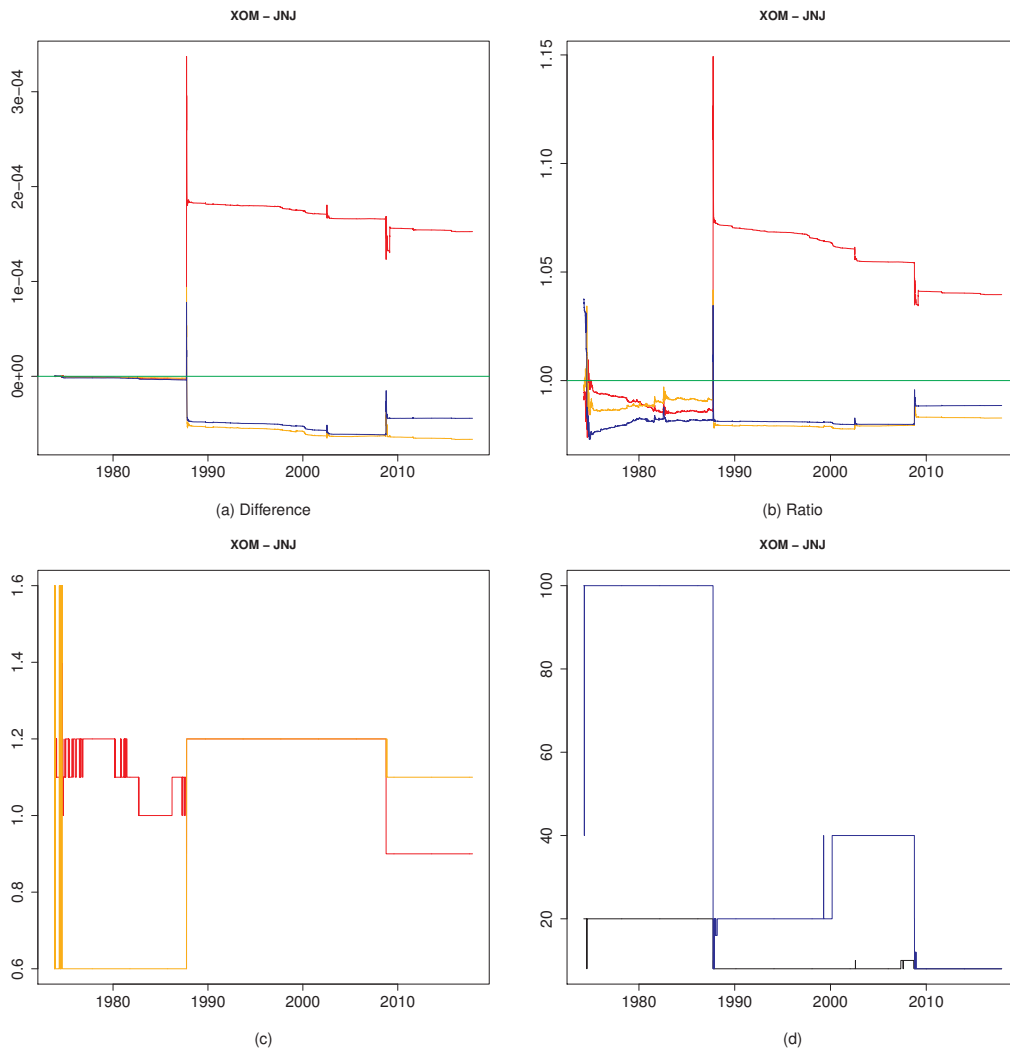 XOM – JNJ
3e−04
2e−04
1e−04
0e+00
1980 1990 2000 2010
(a) Difference
XOM – JNJ
1.15
1.10
1.05
1.00
1980 1990 2000 2010
(b) Ratio
XOM – JNJ
1.6
1.4
1.2
1.0
0.8
0.6
1980 1990 2000 2010
(c)
XOM – JNJ
100
80
60
40
20
1980 1990 2000 2010
(d)